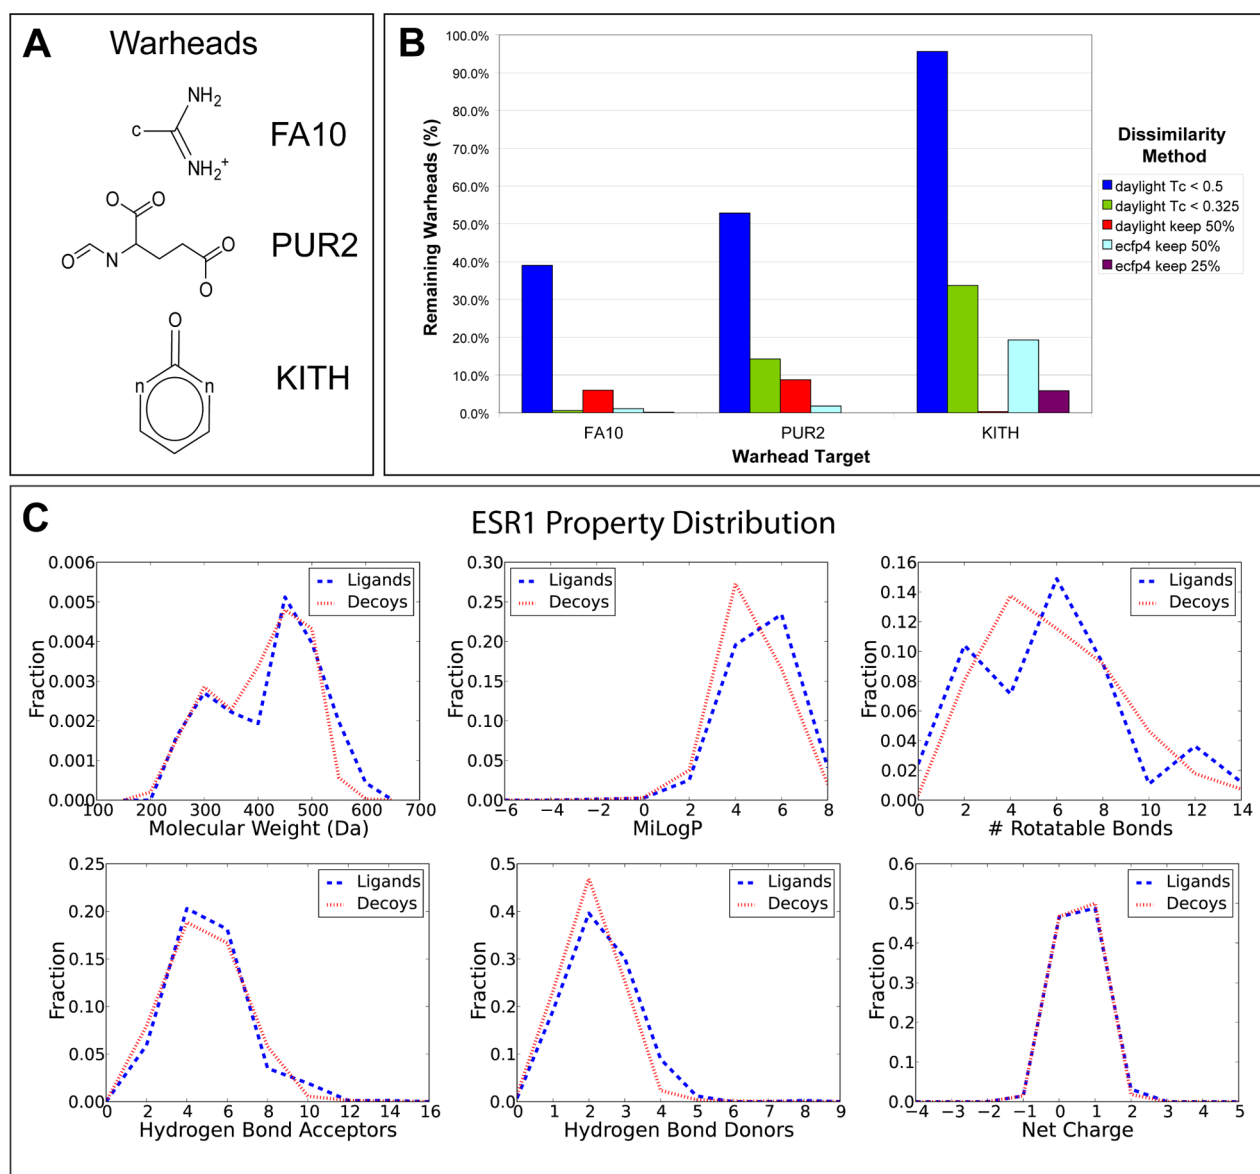 A
Warheads
NH2
C
NH2+
FA10
O
O
O
N
O
O
PUR2
O
n
n
KITH
B
100.0%
90.0%
80.0%
70.0%
60.0%
50.0%
40.0%
30.0%
20.0%
10.0%
0.0%
Remaining Warheads (%)
FA10
PUR2
KITH
Warhead Target
Dissimilarity
Method
daylight Tc < 0.5
daylight Tc < 0.325
daylight keep 50%
ecfp4 keep 50%
ecfp4 keep 25%
C
ESR1 Property Distribution
0.006
0.005
0.004
0.003
0.002
0.001
0.000
Fraction
Ligands
Decoys
100 200 300 400 500 600 700
Molecular Weight (Da)
0.30
0.25
0.20
0.15
0.10
0.05
0.00
Fraction
Ligands
Decoys
−6 −4 −2 0 2 4 6 8
MiLogP
0.16
0.14
0.12
0.10
0.08
0.06
0.04
0.02
0.00
Fraction
Ligands
Decoys
0 2 4 6 8 10 12 14
# Rotatable Bonds
0.25
0.20
0.15
0.10
0.05
0.00
Fraction
Ligands
Decoys
0 2 4 6 8 10 12 14 16
Hydrogen Bond Acceptors
0.5
0.4
0.3
0.2
0.1
0.0
Fraction
Ligands
Decoys
0 1 2 3 4 5 6 7 8 9
Hydrogen Bond Donors
0.6
0.5
0.4
0.3
0.2
0.1
0.0
Fraction
Ligands
Decoys
−4 −3 −2 −1 0 1 2 3 4 5
Net Charge